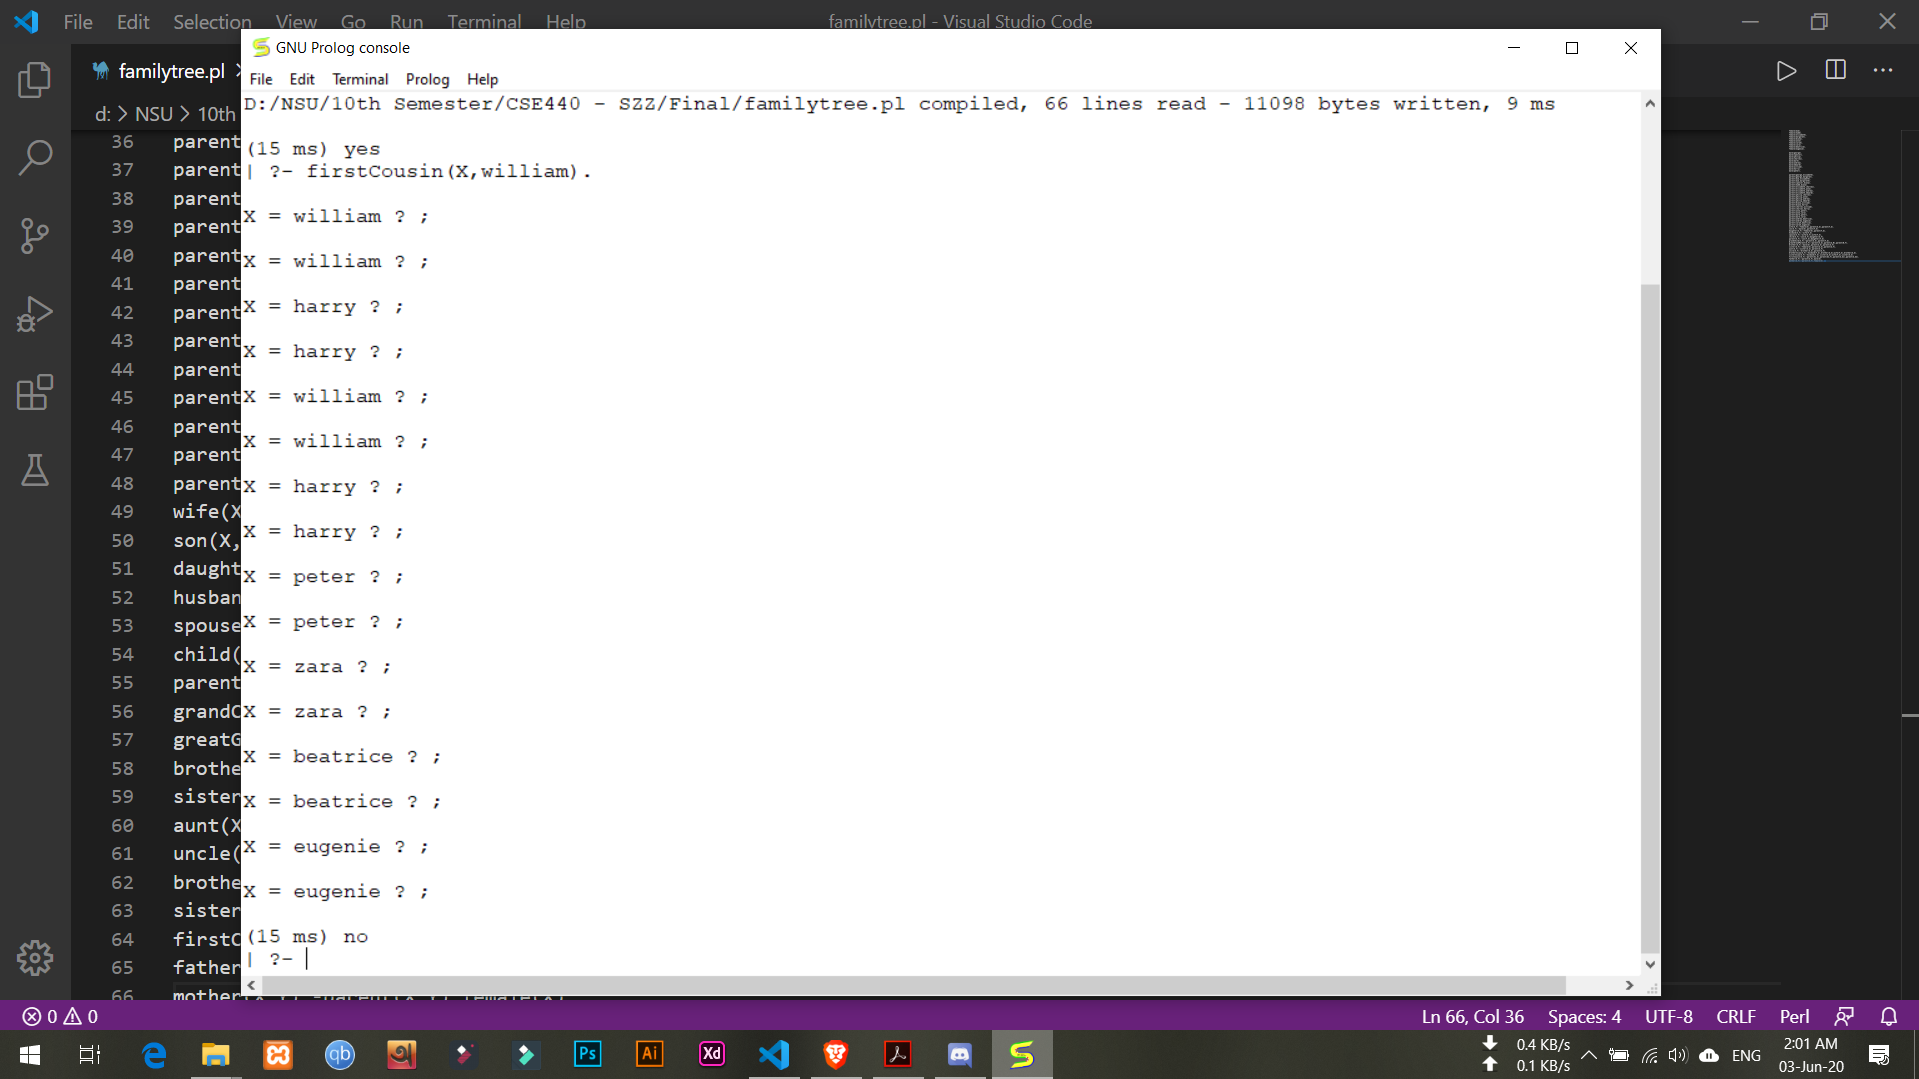 File Edit Selection View Go Run Terminal Help familytree.pl - Visual Studio Code
familytree.pl
d: > NSU > 10th
GNU Prolog console
File Edit Terminal Prolog Help
D:/NSU/10th Semester/CSE440 - SZZ/Final/familytree.pl compiled, 66 lines read - 11098 bytes written, 9 ms
(15 ms) yes
| ?- firstCousin(X,william).
X = william ? ;
X = william ? ;
X = harry ? ;
X = harry ? ;
X = william ? ;
X = william ? ;
X = harry ? ;
X = harry ? ;
X = peter ? ;
X = peter ? ;
X = zara ? ;
X = zara ? ;
X = beatrice ? ;
X = beatrice ? ;
X = eugenie ? ;
X = eugenie ? ;
(15 ms) no
| ?-
36 parent
37 parent
38 parent
39 parent
40 parent
41 parent
42 parent
43 parent
44 parent
45 parent
46 parent
47 parent
48 parent
49 wife(X
50 son(X,
51 daught
52 husban
53 spouse
54 child(
55 parent
56 grandC
57 greatG
58 brothe
59 sister
60 aunt(X
61 uncle(
62 brothe
63 sister
64 firstC
65 father
66
0 0 Ln 66, Col 36 Spaces: 4 UTF-8 CRLF Perl
qb Ps Ai Xd
0.4 KB/s
0.1 KB/s
ENG
2:01 AM
03-Jun-20